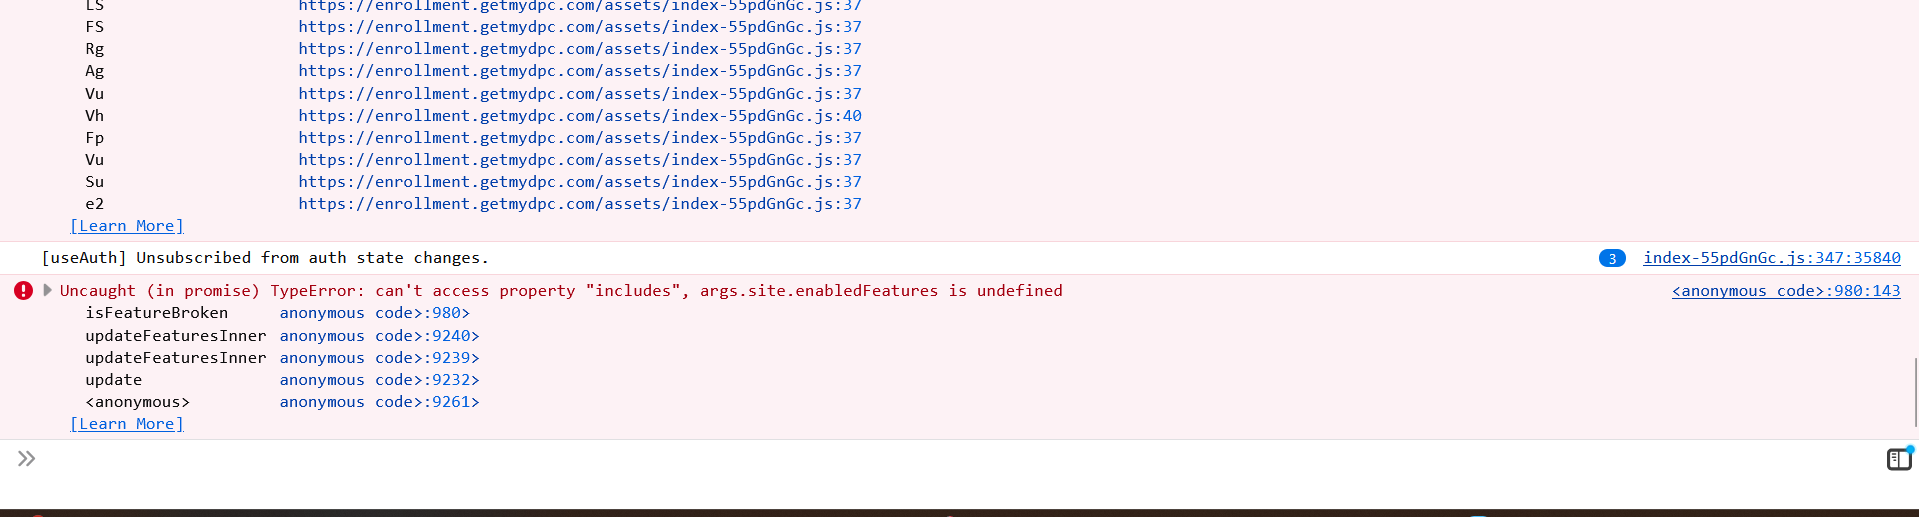 LS https://enrollment.getmydpc.com/assets/index-55pdGnGc.js:37
FS https://enrollment.getmydpc.com/assets/index-55pdGnGc.js:37
Rg https://enrollment.getmydpc.com/assets/index-55pdGnGc.js:37
Ag https://enrollment.getmydpc.com/assets/index-55pdGnGc.js:37
Vu https://enrollment.getmydpc.com/assets/index-55pdGnGc.js:37
Vh https://enrollment.getmydpc.com/assets/index-55pdGnGc.js:40
Fp https://enrollment.getmydpc.com/assets/index-55pdGnGc.js:37
Vu https://enrollment.getmydpc.com/assets/index-55pdGnGc.js:37
Su https://enrollment.getmydpc.com/assets/index-55pdGnGc.js:37
e2 https://enrollment.getmydpc.com/assets/index-55pdGnGc.js:37
[Learn More]
[useAuth] Unsubscribed from auth state changes. 3 index-55pdGnGc.js:347:35840
Uncaught (in promise) TypeError: can't access property "includes", args.site.enabledFeatures is undefined <anonymous code>:980:143
isFeatureBroken anonymous code>:980>
updateFeaturesInner anonymous code>:9240>
updateFeaturesInner anonymous code>:9239>
update anonymous code>:9232>
<anonymous> anonymous code>:9261>
[Learn More]